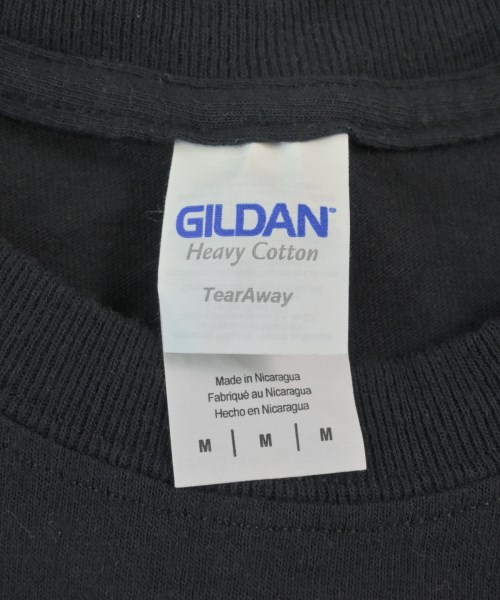 GILDAN
Heavy Cotton
TearAway
Made in Nicaragua
Fabriqué au Nicaragua
Hecho en Nicaragua
M | M | M